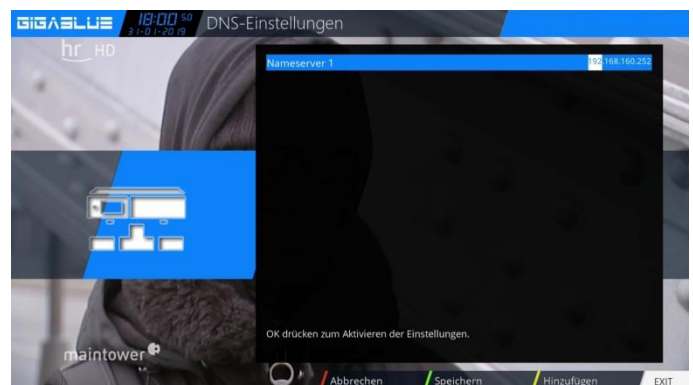 GIGABLUE 18:00 50 DNS-Einstellungen
31-01-2019
hr HD
Nameserver 1 192.168.160.252
OK drücken zum Aktivieren der Einstellungen.
maintower
Abbrechen Speichern Hinzufügen EXIT